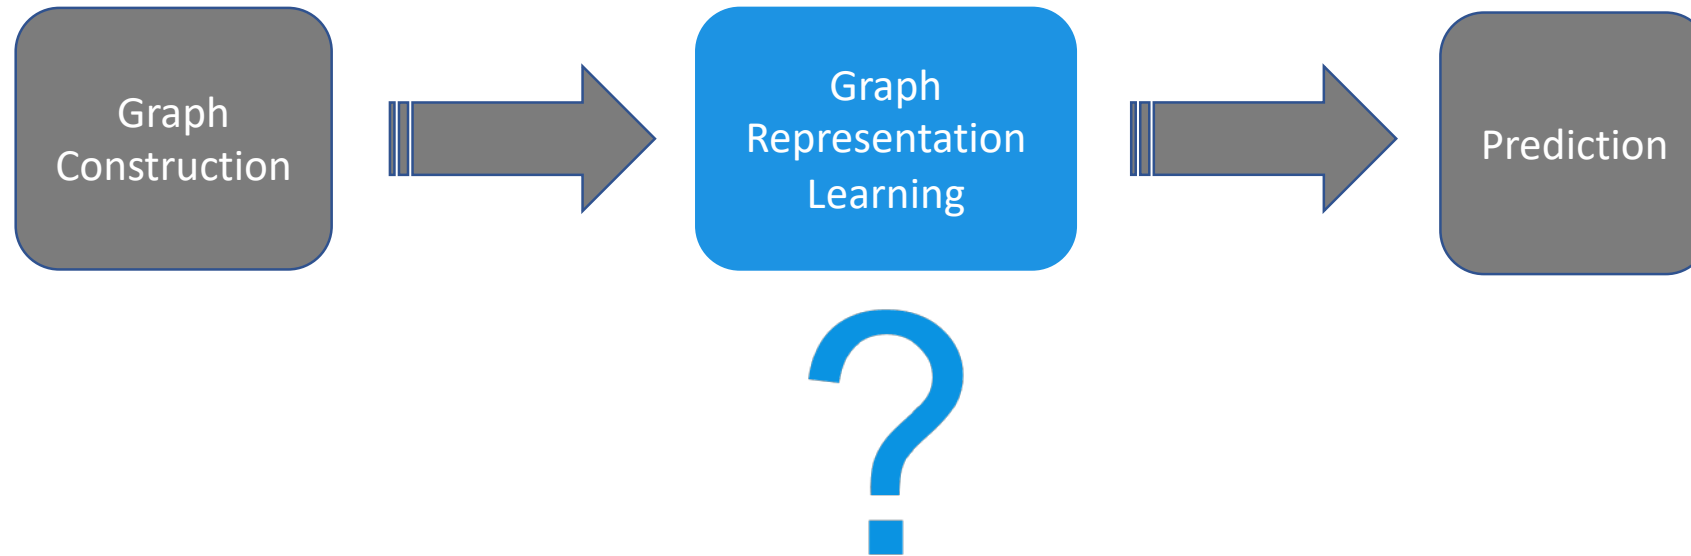 Graph
Construction
Graph
Representation
Learning
Prediction
?